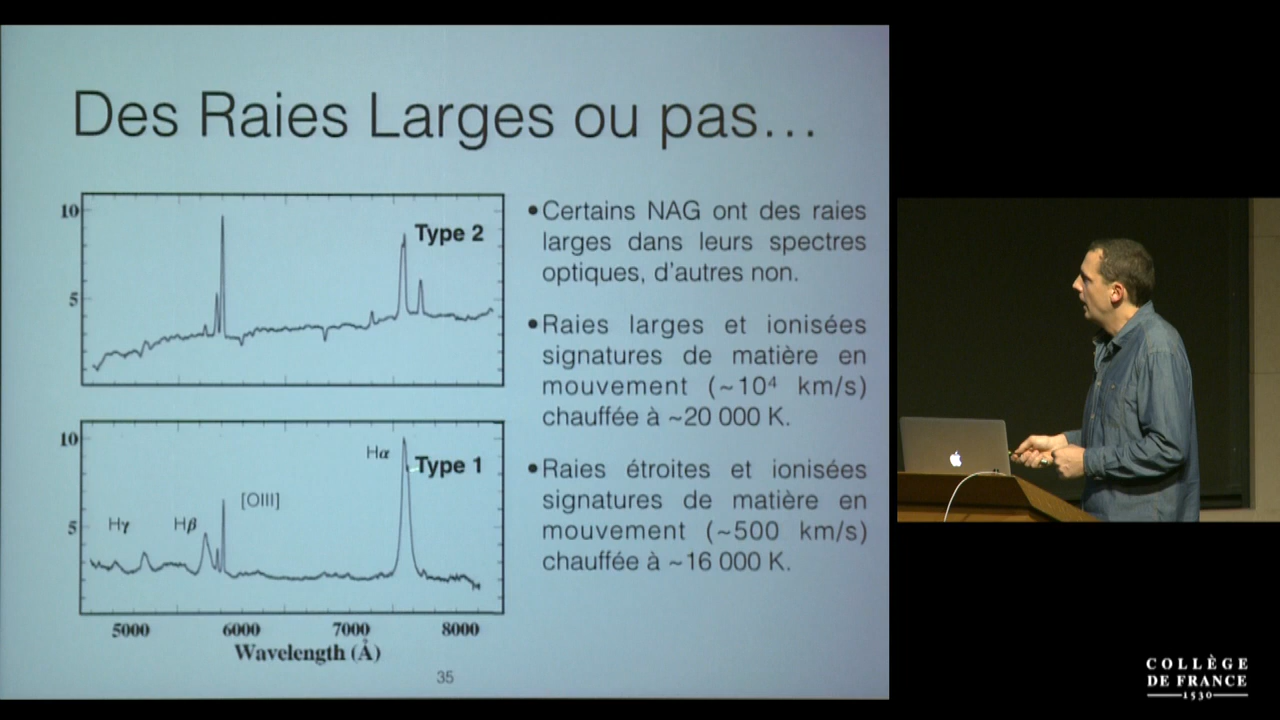 Des Raies Larges ou pas...
10
5
Type 2
10
5
Hα
Type 1
[OIII]
Hγ
Hβ
5000 6000 7000 8000
Wavelength (Å)
•Certains NAG ont des raies
larges dans leurs spectres
optiques, d'autres non.
•Raies larges et ionisées
signatures de matière en
mouvement (~10⁴ km/s)
chauffée à ~20 000 K.
•Raies étroites et ionisées
signatures de matière en
mouvement (~500 km/s)
chauffée à ~16 000 K.
35
COLLÈGE
DE FRANCE
1530